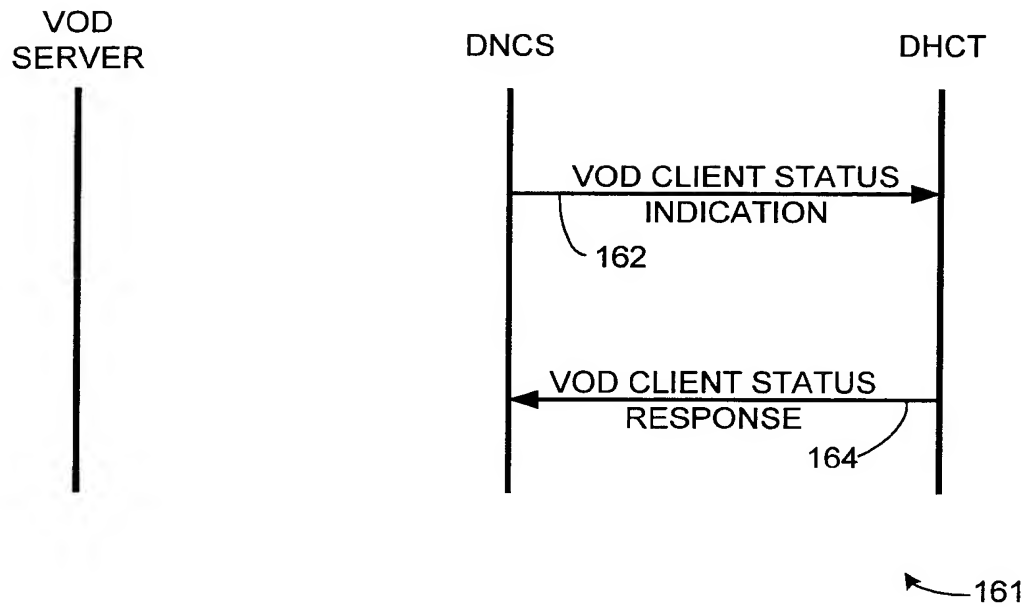 VOD
SERVER
DNCS
DHCT
VOD CLIENT STATUS
INDICATION
162
VOD CLIENT STATUS
RESPONSE
164
161